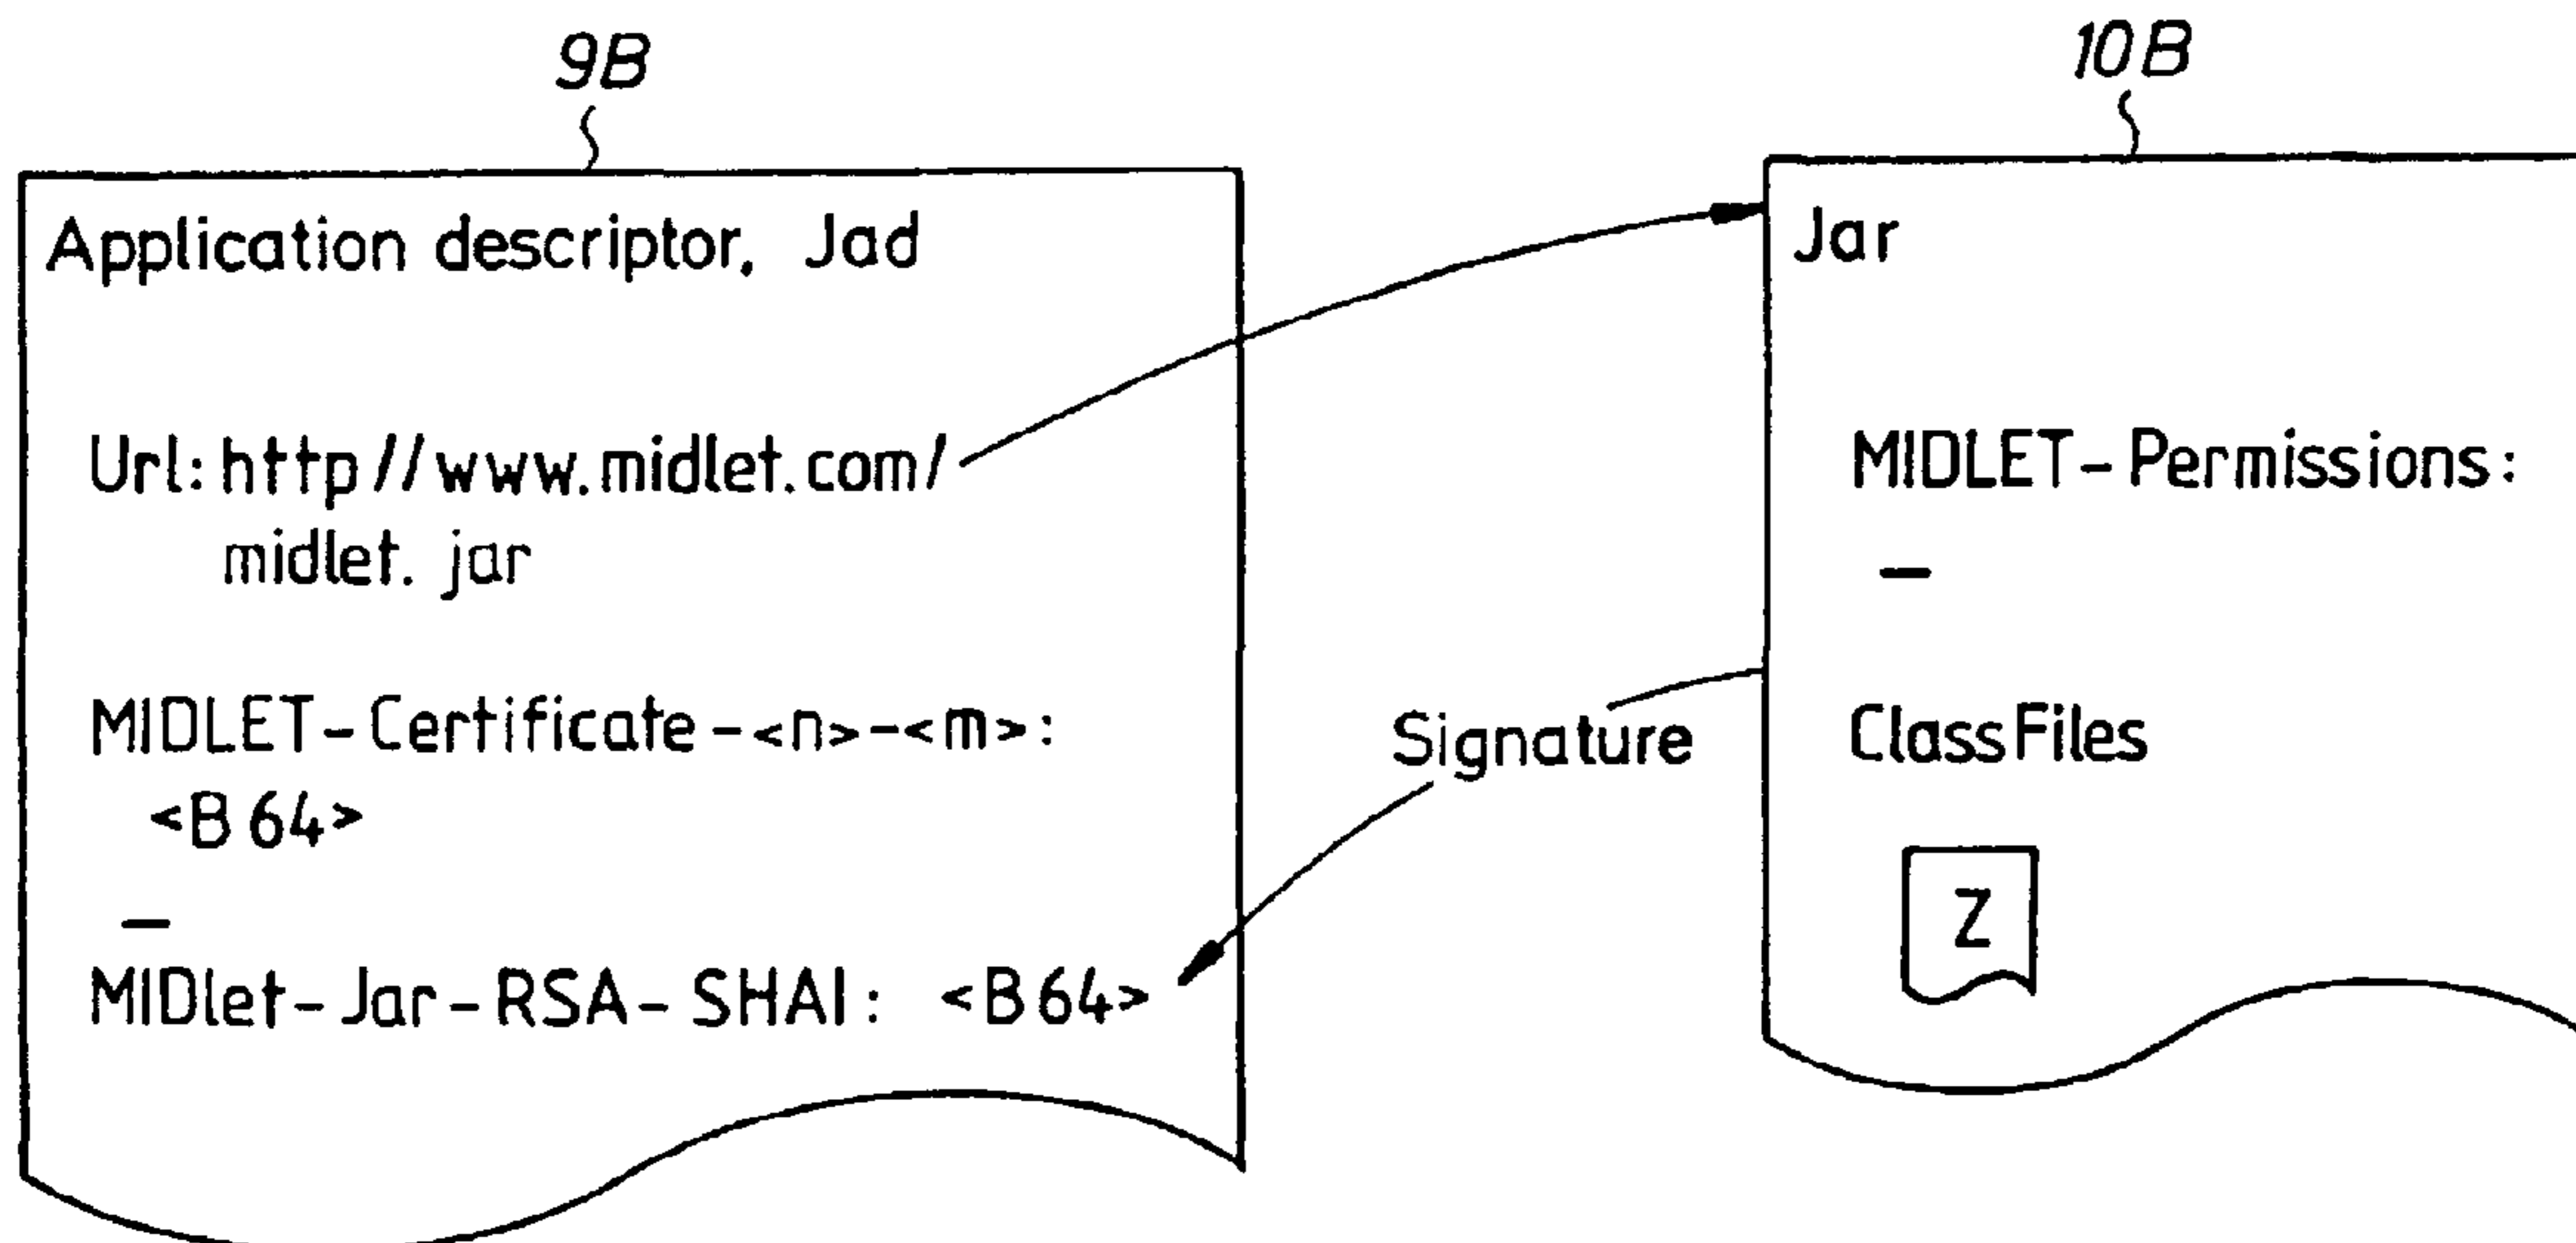 9B
Application descriptor, Jad
Url: http//www.midlet.com/
midlet. jar
MIDLET-Certificate-<n>-<m>:
<B64>
–
MIDlet-Jar-RSA-SHAI: <B64>
Signature
10B
Jar
MIDLET-Permissions:
–
ClassFiles
Z